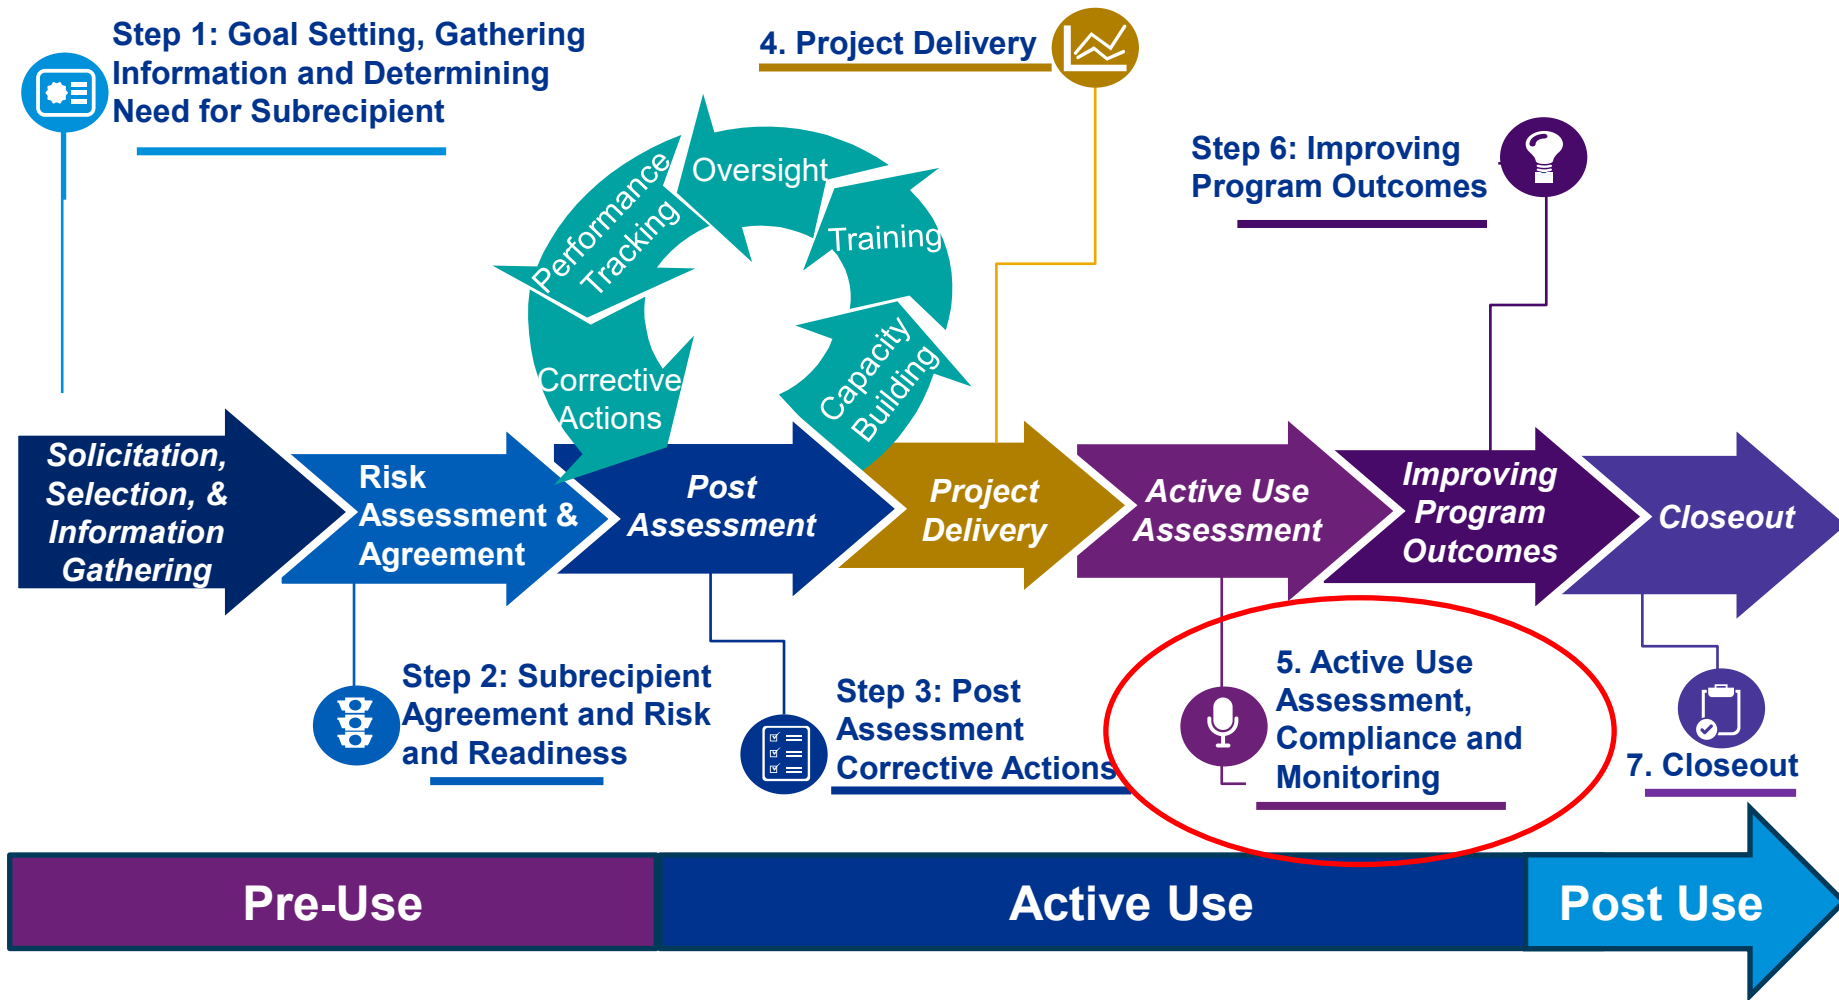 Step 1: Goal Setting, Gathering
Information and Determining
Need for Subrecipient
4. Project Delivery
Step 6: Improving
Program Outcomes
Performance
Tracking
Oversight
Training
Capacity
Building
Corrective
Actions
Solicitation,
Selection, &
Information
Gathering
Risk
Assessment &
Agreement
Post
Assessment
Project
Delivery
Active Use
Assessment
Improving
Program
Outcomes
Closeout
Step 2: Subrecipient
Agreement and Risk
and Readiness
Step 3: Post
Assessment
Corrective Actions
5. Active Use
Assessment,
Compliance and
Monitoring
7. Closeout
Pre-Use
Active Use
Post Use